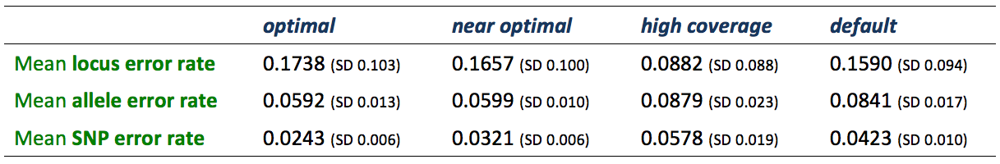 optimal near optimal high coverage default
Mean locus error rate 0.1738 (SD 0.103) 0.1657 (SD 0.100) 0.0882 (SD 0.088) 0.1590 (SD 0.094)
Mean allele error rate 0.0592 (SD 0.013) 0.0599 (SD 0.010) 0.0879 (SD 0.023) 0.0841 (SD 0.017)
Mean SNP error rate 0.0243 (SD 0.006) 0.0321 (SD 0.006) 0.0578 (SD 0.019) 0.0423 (SD 0.010)